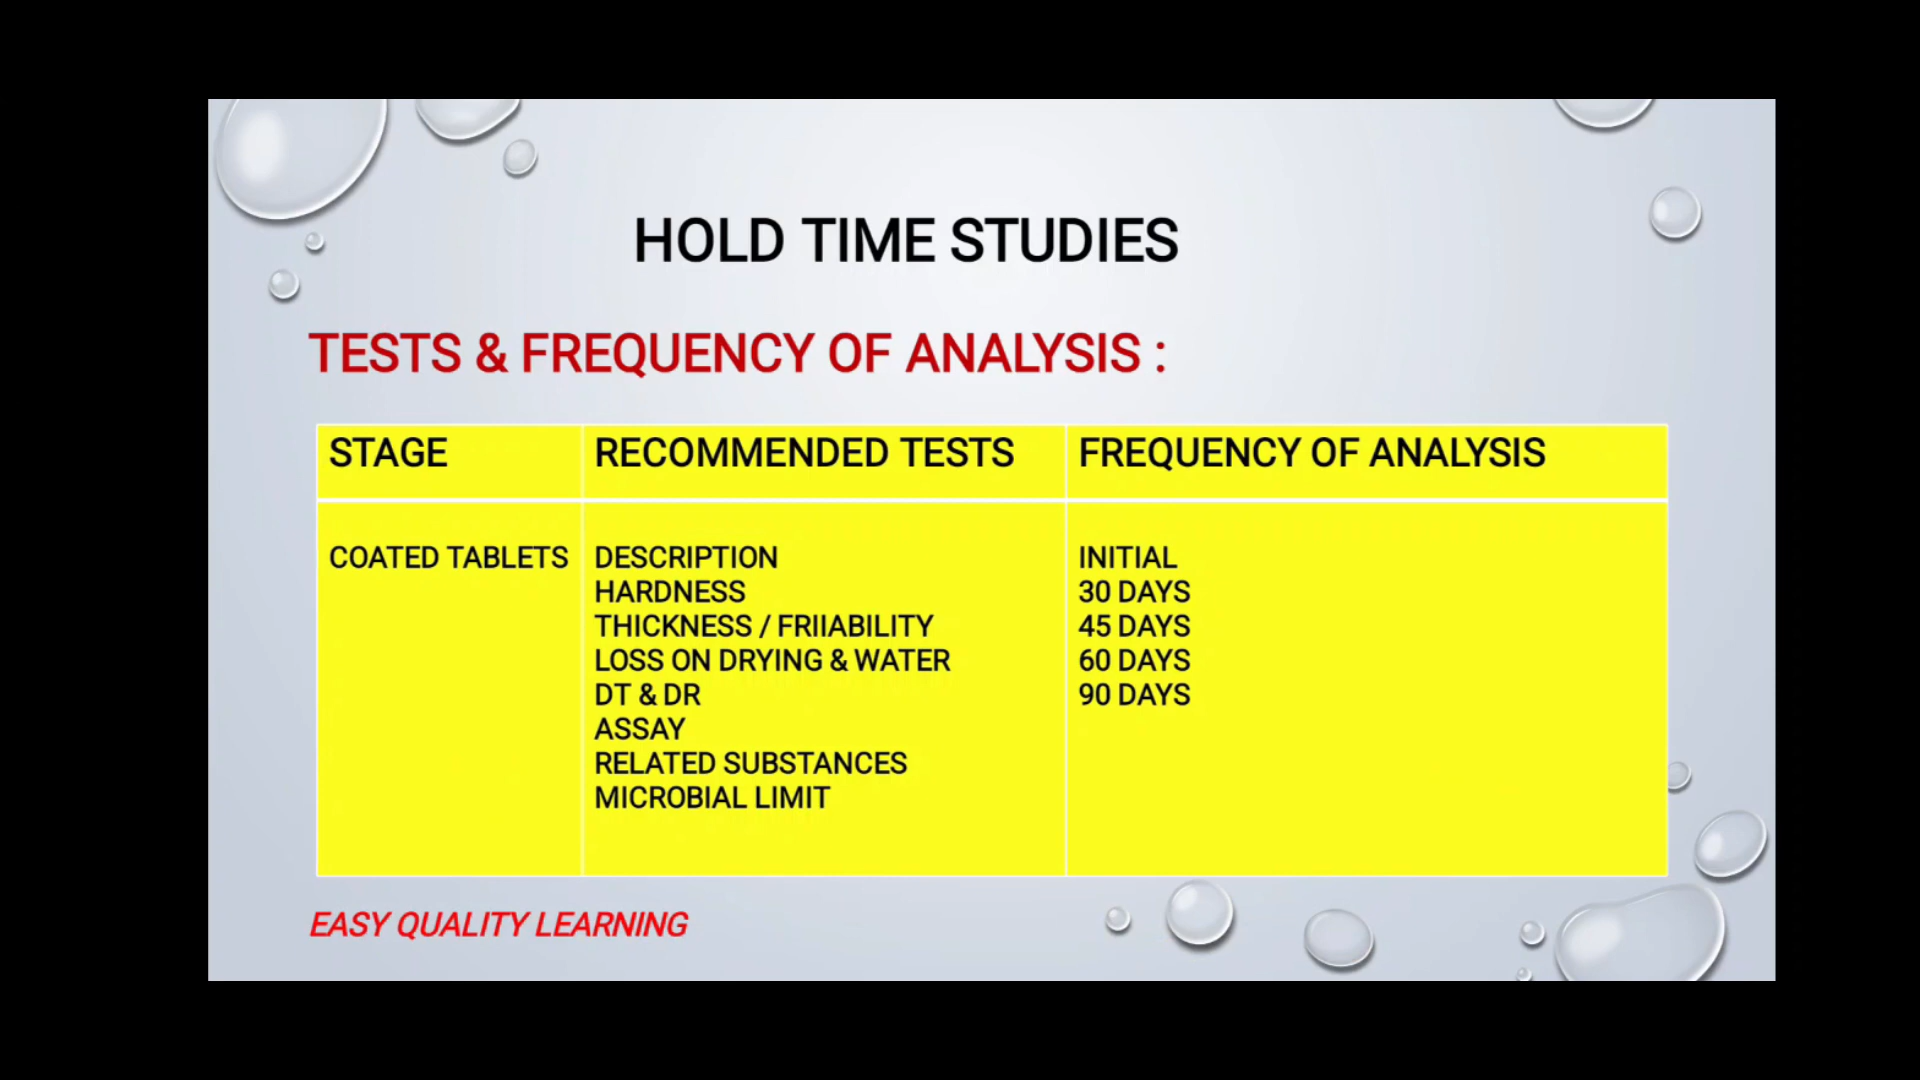 HOLD TIME STUDIES
TESTS & FREQUENCY OF ANALYSIS :
STAGE
RECOMMENDED TESTS
FREQUENCY OF ANALYSIS
COATED TABLETS
DESCRIPTION
HARDNESS
THICKNESS / FRIIABILITY
LOSS ON DRYING & WATER
DT & DR
ASSAY
RELATED SUBSTANCES
MICROBIAL LIMIT
INITIAL
30 DAYS
45 DAYS
60 DAYS
90 DAYS
EASY QUALITY LEARNING